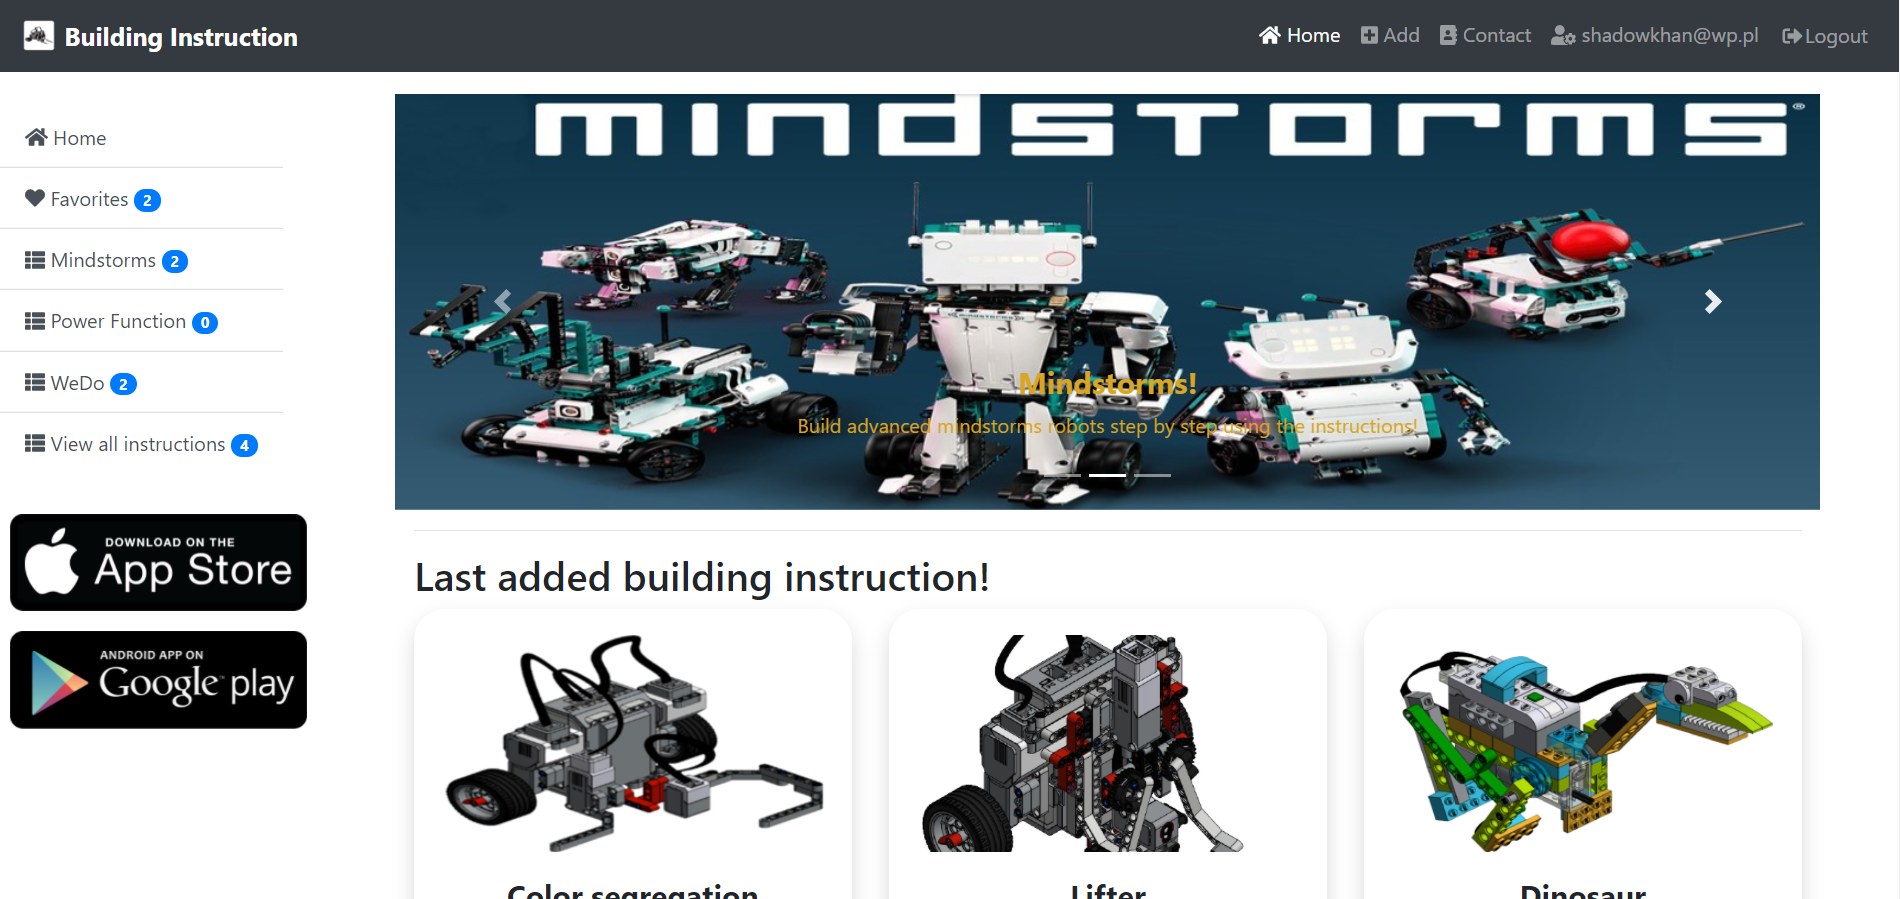 Building Instruction
Home
Add
Contact
shadowkhan@wp.pl
Logout
Home
Favorites 2
Mindstorms 2
Power Function 0
WeDo 2
View all instructions 4
DOWNLOAD ON THE
App Store
ANDROID APP ON
Google play
mindstorms®
MINDSTORMS
Mindstorms!
Build advanced mindstorms robots step by step using the instructions!
Last added building instruction!
Color segregation
Lifter
Dinosaur